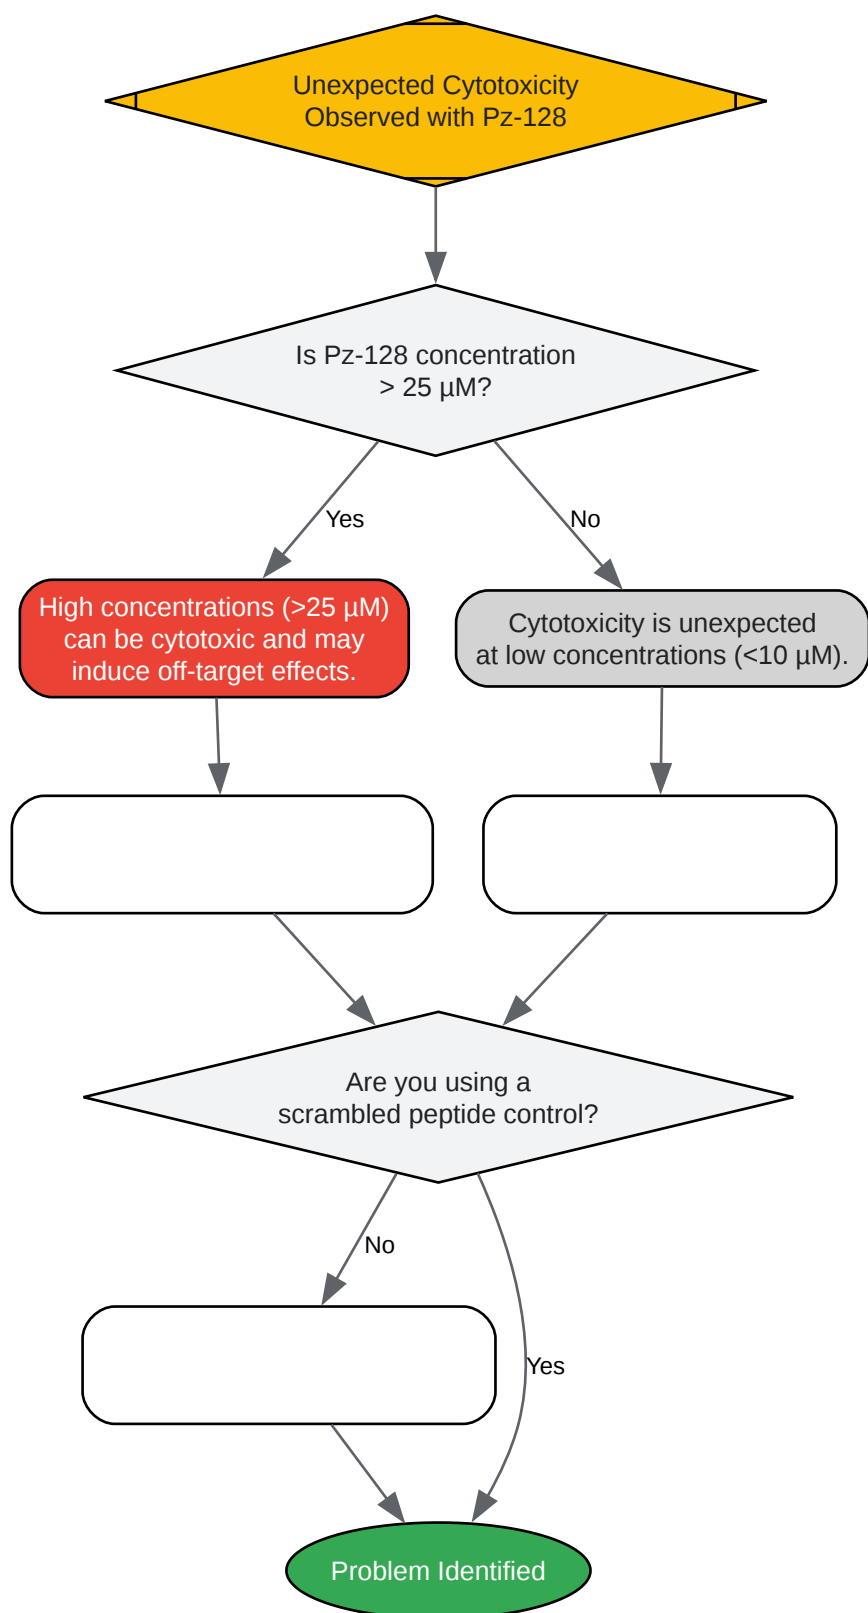 Unexpected Cytotoxicity
Observed with Pz-128
Is Pz-128 concentration
> 25 µM?
Yes
No
High concentrations (>25 µM)
can be cytotoxic and may
induce off-target effects.
Cytotoxicity is unexpected
at low concentrations (<10 µM).
Are you using a
scrambled peptide control?
No
Yes
Problem Identified